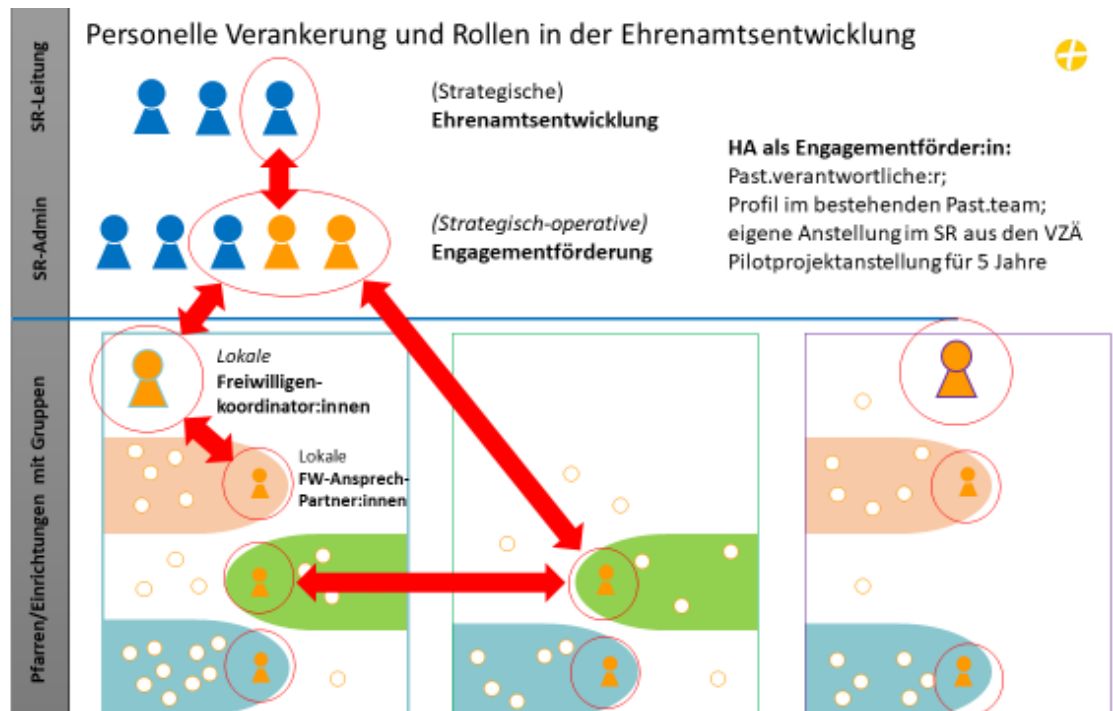 Personelle Verankerung und Rollen in der Ehrenamtsentwicklung
SR-Leitung
(Strategische)
Ehrenamtsentwicklung
HA als Engagementförder:in:
Past.verantwortliche:r;
Profil im bestehenden Past.team;
eigene Anstellung im SR aus den VZÄ
Pilotprojektanstellung für 5 Jahre
SR-Admin
(Strategisch-operative)
Engagementförderung
Pfarren/Einrichtungen mit Gruppen
Lokale
Freiwilligen-
koordinator:innen
Lokale
FW-Ansprech-
Partner:innen